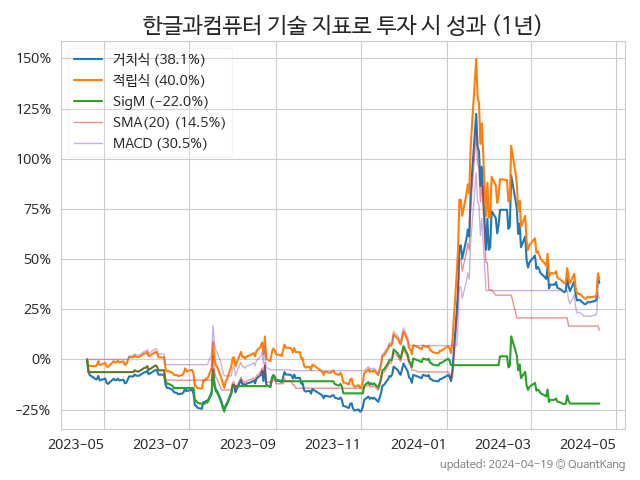 한글과컴퓨터 기술 지표로 투자 시 성과 (1년)
거치식 (38.1%)
적립식 (40.0%)
SigM (−22.0%)
SMA(20) (14.5%)
MACD (30.5%)
150%
125%
100%
75%
50%
25%
0%
−25%
2023-05 2023-07 2023-09 2023-11 2024-01 2024-03 2024-05
updated: 2024-04-19 © QuantKang